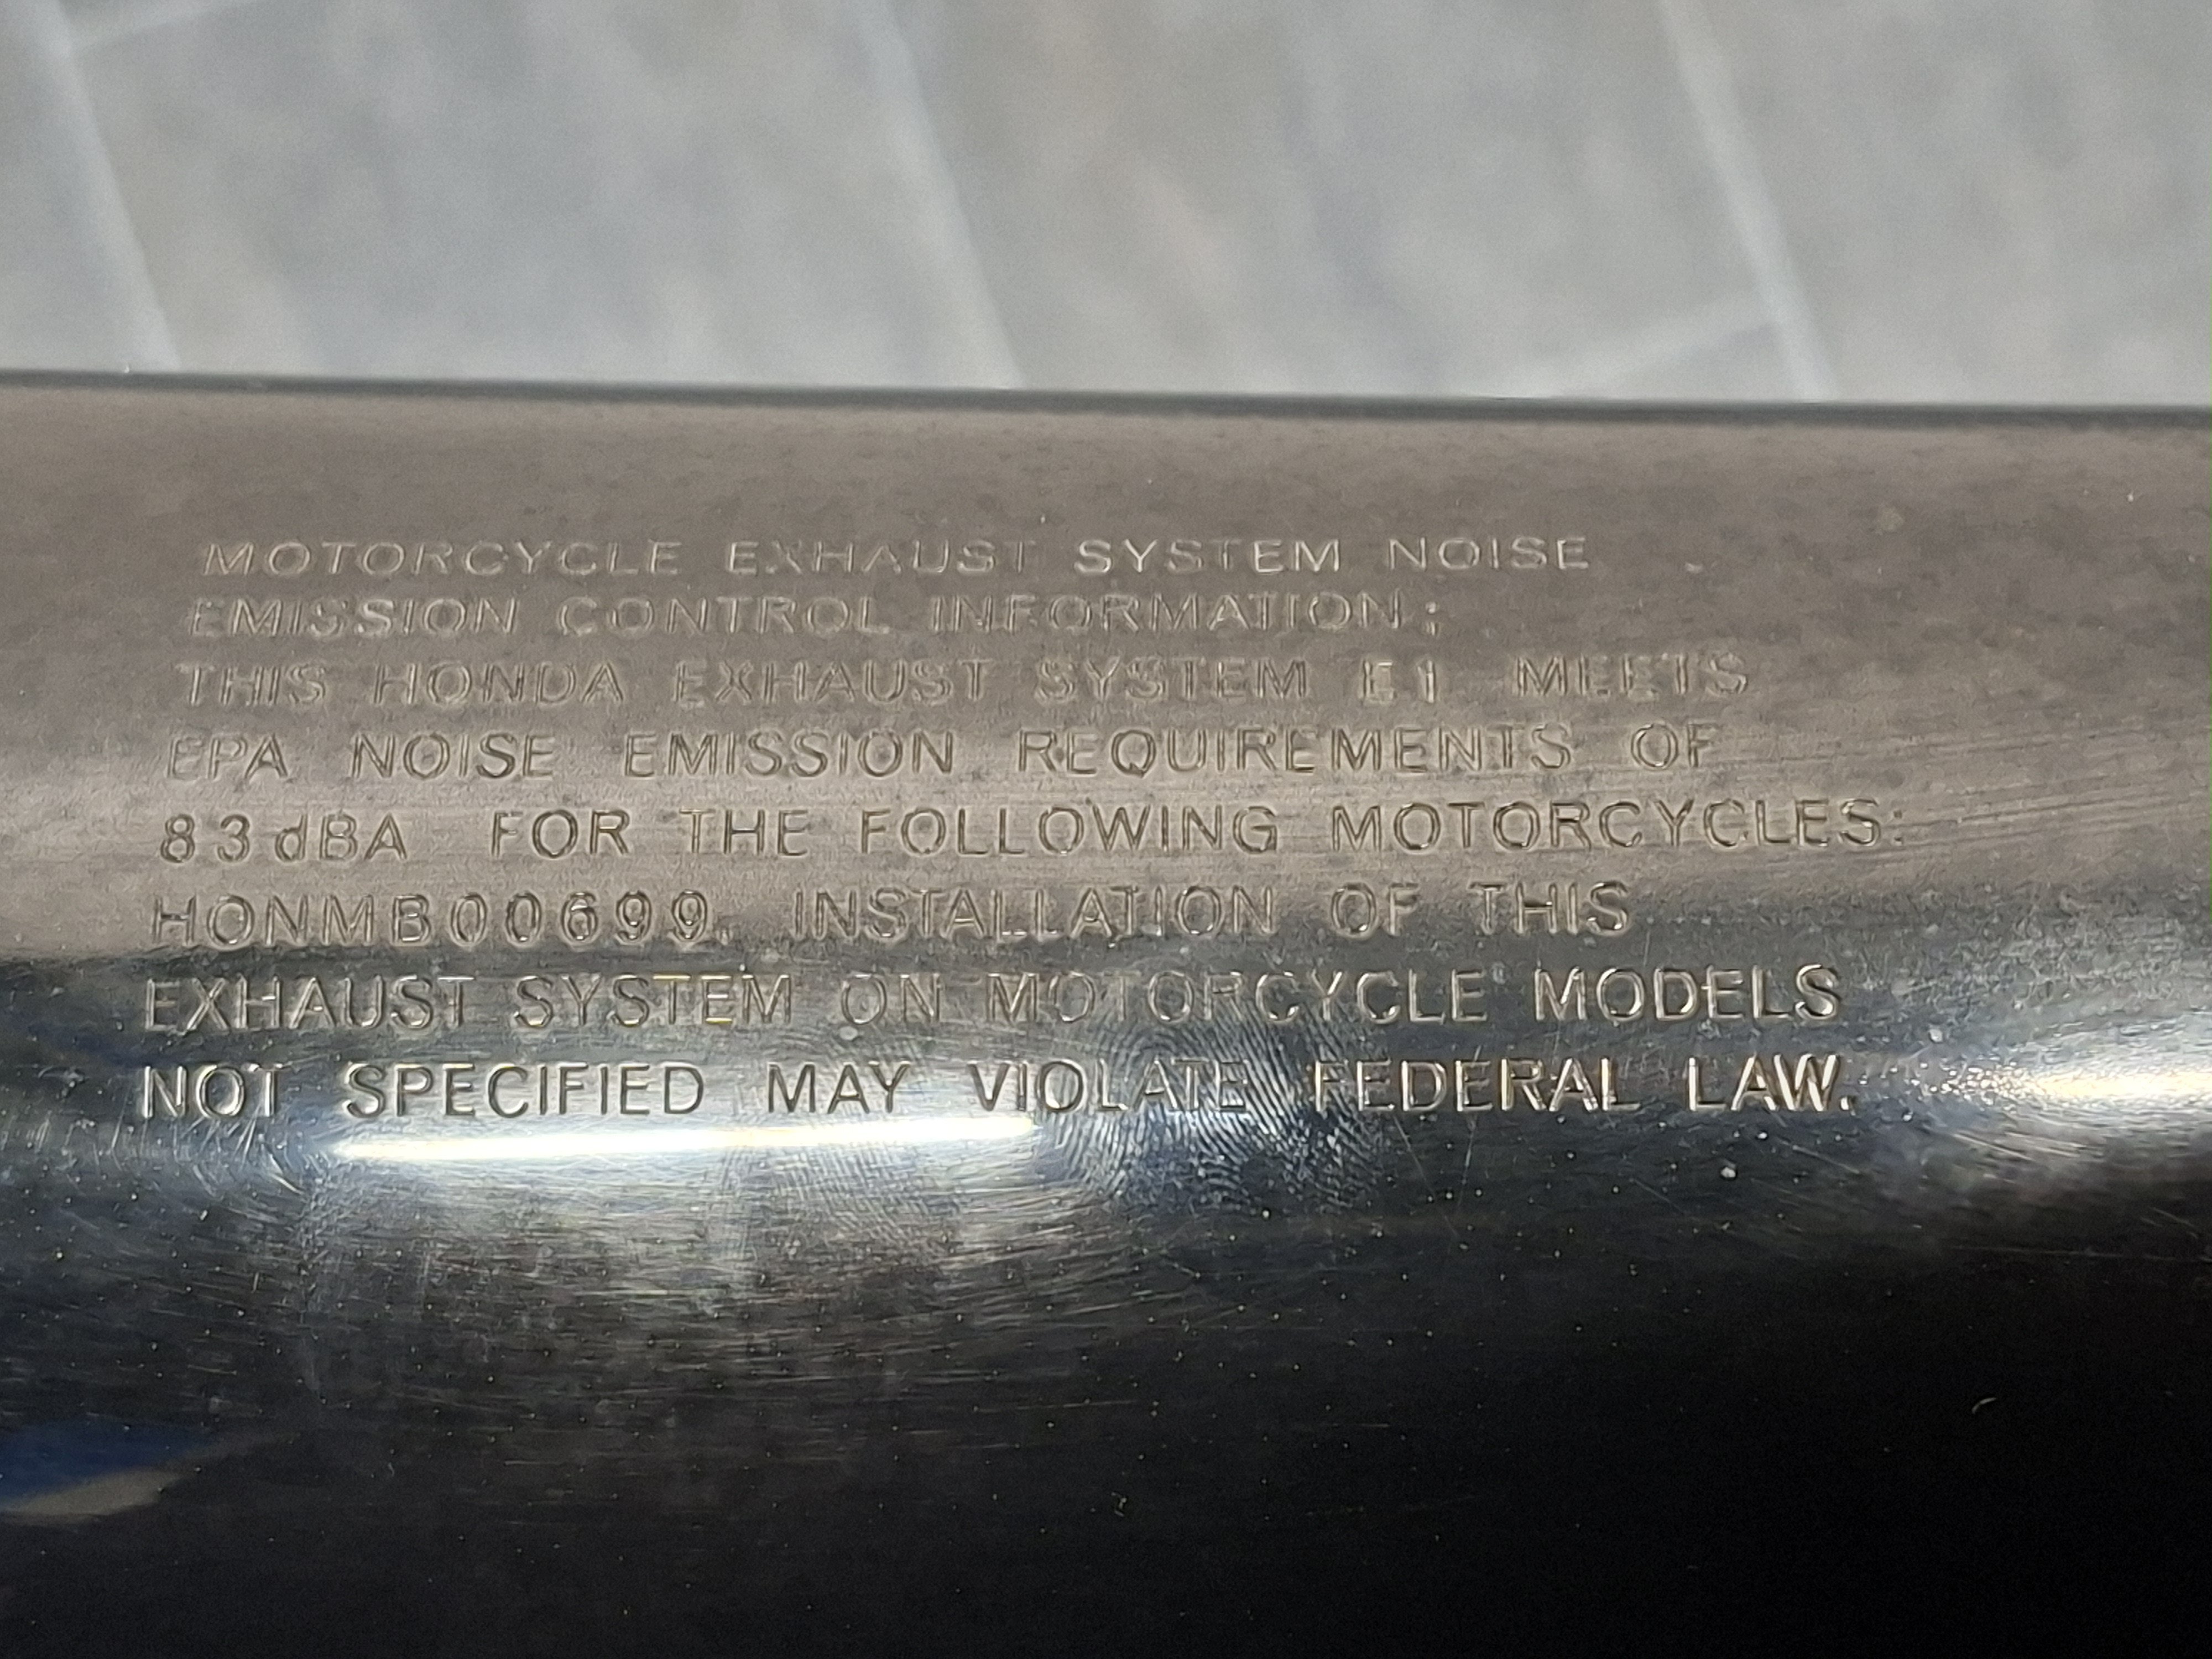 MOTORCYCLE EXHAUST SYSTEM NOISE
EMISSION CONTROL INFORMATION;
THIS HONDA EXHAUST SYSTEM E1 MEETS
EPA NOISE EMISSION REQUIREMENTS OF
83dBA FOR THE FOLLOWING MOTORCYCLES:
HONMB00699. INSTALLATION OF THIS
EXHAUST SYSTEM ON MOTORCYCLE MODELS
NOT SPECIFIED MAY VIOLATE FEDERAL LAW.